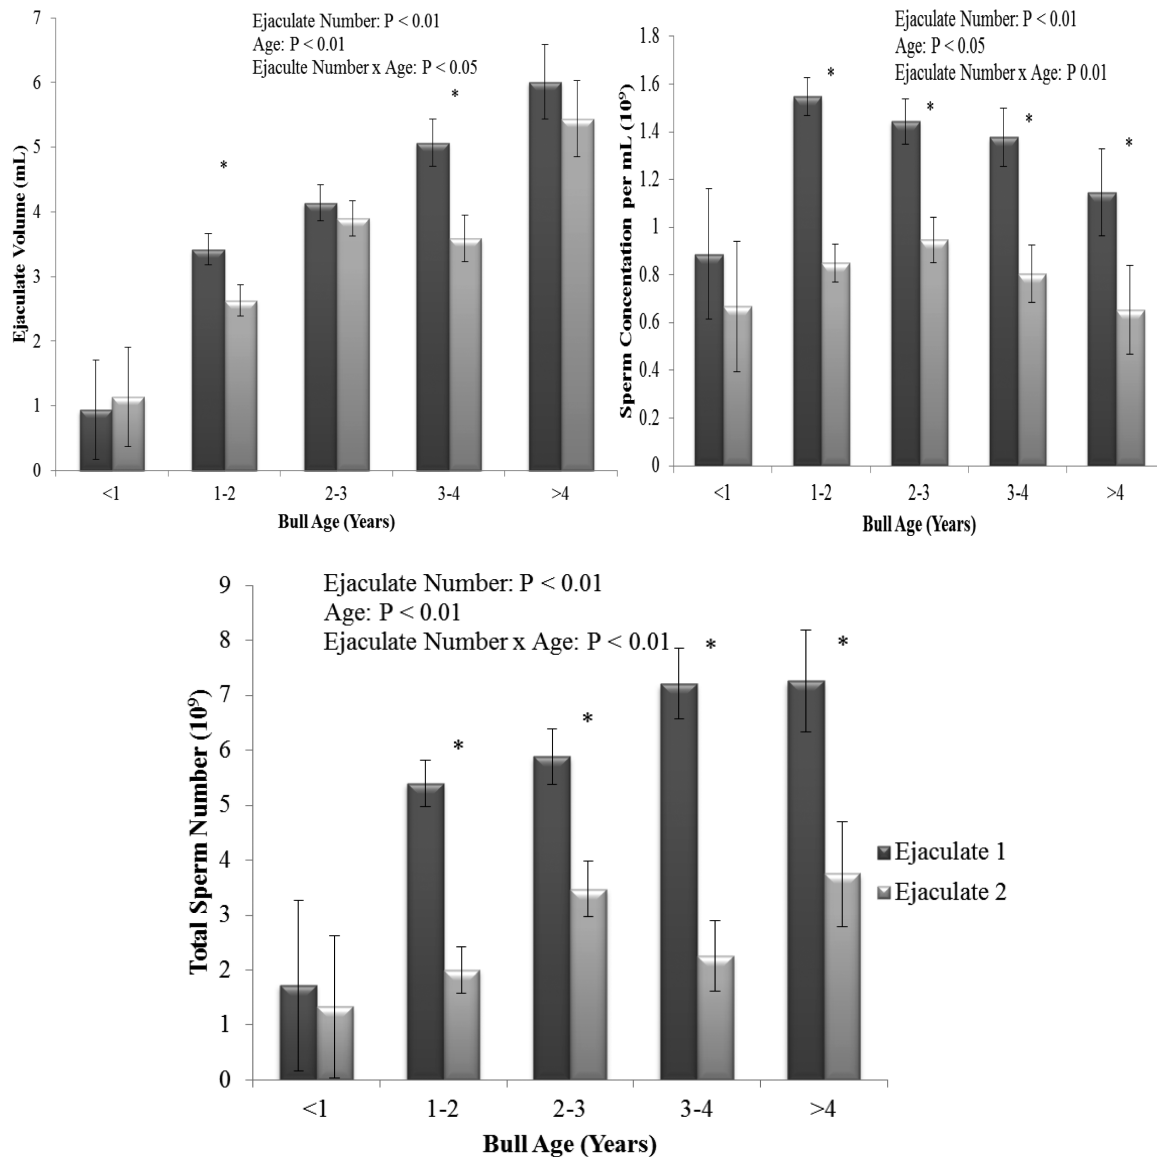 Ejaculate Number: P < 0.01
Age: P < 0.01
Ejaculte Number x Age: P < 0.05
Ejaculate Volume (mL)
7
6
5
4
3
2
1
0
*
*
<1 1-2 2-3 3-4 >4
Bull Age (Years)
Ejaculate Number: P < 0.01
Age: P < 0.05
Ejaculate Number x Age: P 0.01
Sperm Concentration per mL (10⁹)
1.8
1.6
1.4
1.2
1
0.8
0.6
0.4
0.2
0
*
*
*
*
<1 1-2 2-3 3-4 >4
Bull Age (Years)
Ejaculate Number: P < 0.01
Age: P < 0.01
Ejaculate Number x Age: P < 0.01
Total Sperm Number (10⁹)
9
8
7
6
5
4
3
2
1
0
*
*
*
*
<1 1-2 2-3 3-4 >4
Bull Age (Years)
Ejaculate 1
Ejaculate 2